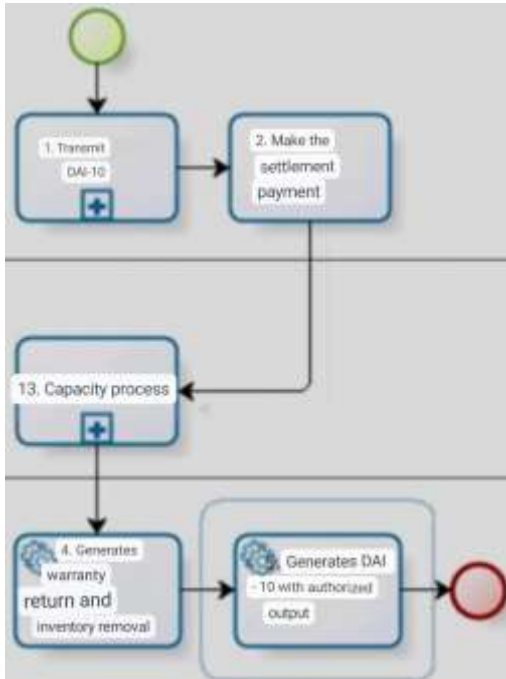 1. Transmit
DAI-10
2. Make the
settlement
payment
13. Capacity process
4. Generates
warranty
return and
inventory removal
Generates DAI
- 10 with authorized
output